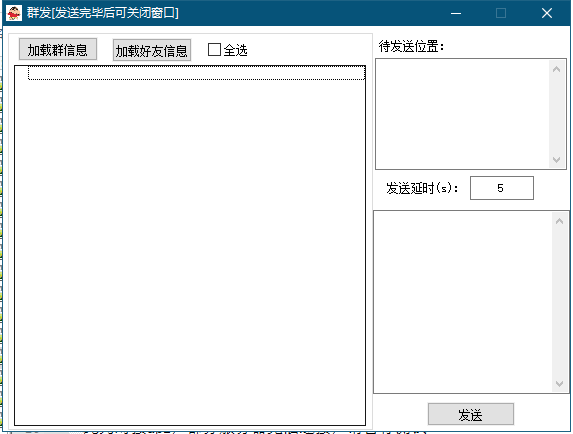 群发[发送完毕后可关闭窗口]
加载群信息
加载好友信息
全选
待发送位置：
发送延时(s)：
5
发送